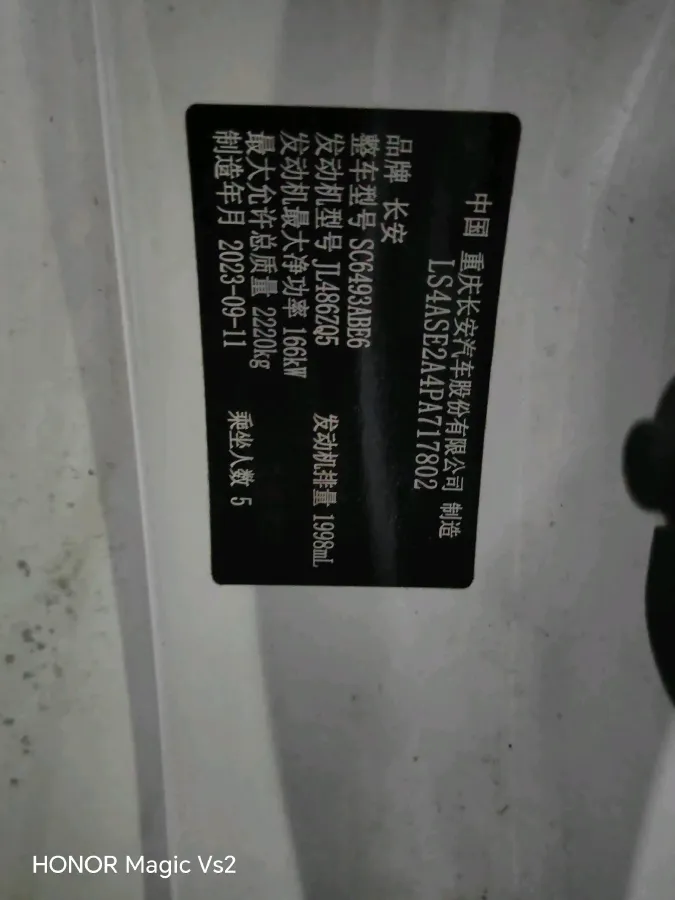 中国 重庆长安汽车股份有限公司 制造
LS4ASE2A4PA717802
品牌 长安
整车型号 SC6493ABE6
发动机型号 JL486ZQ5 发动机排量 1998mL
发动机最大净功率 166kW
最大允许总质量 2220kg
制造年月 2023-09-11 乘坐人数 5
HONOR Magic Vs2